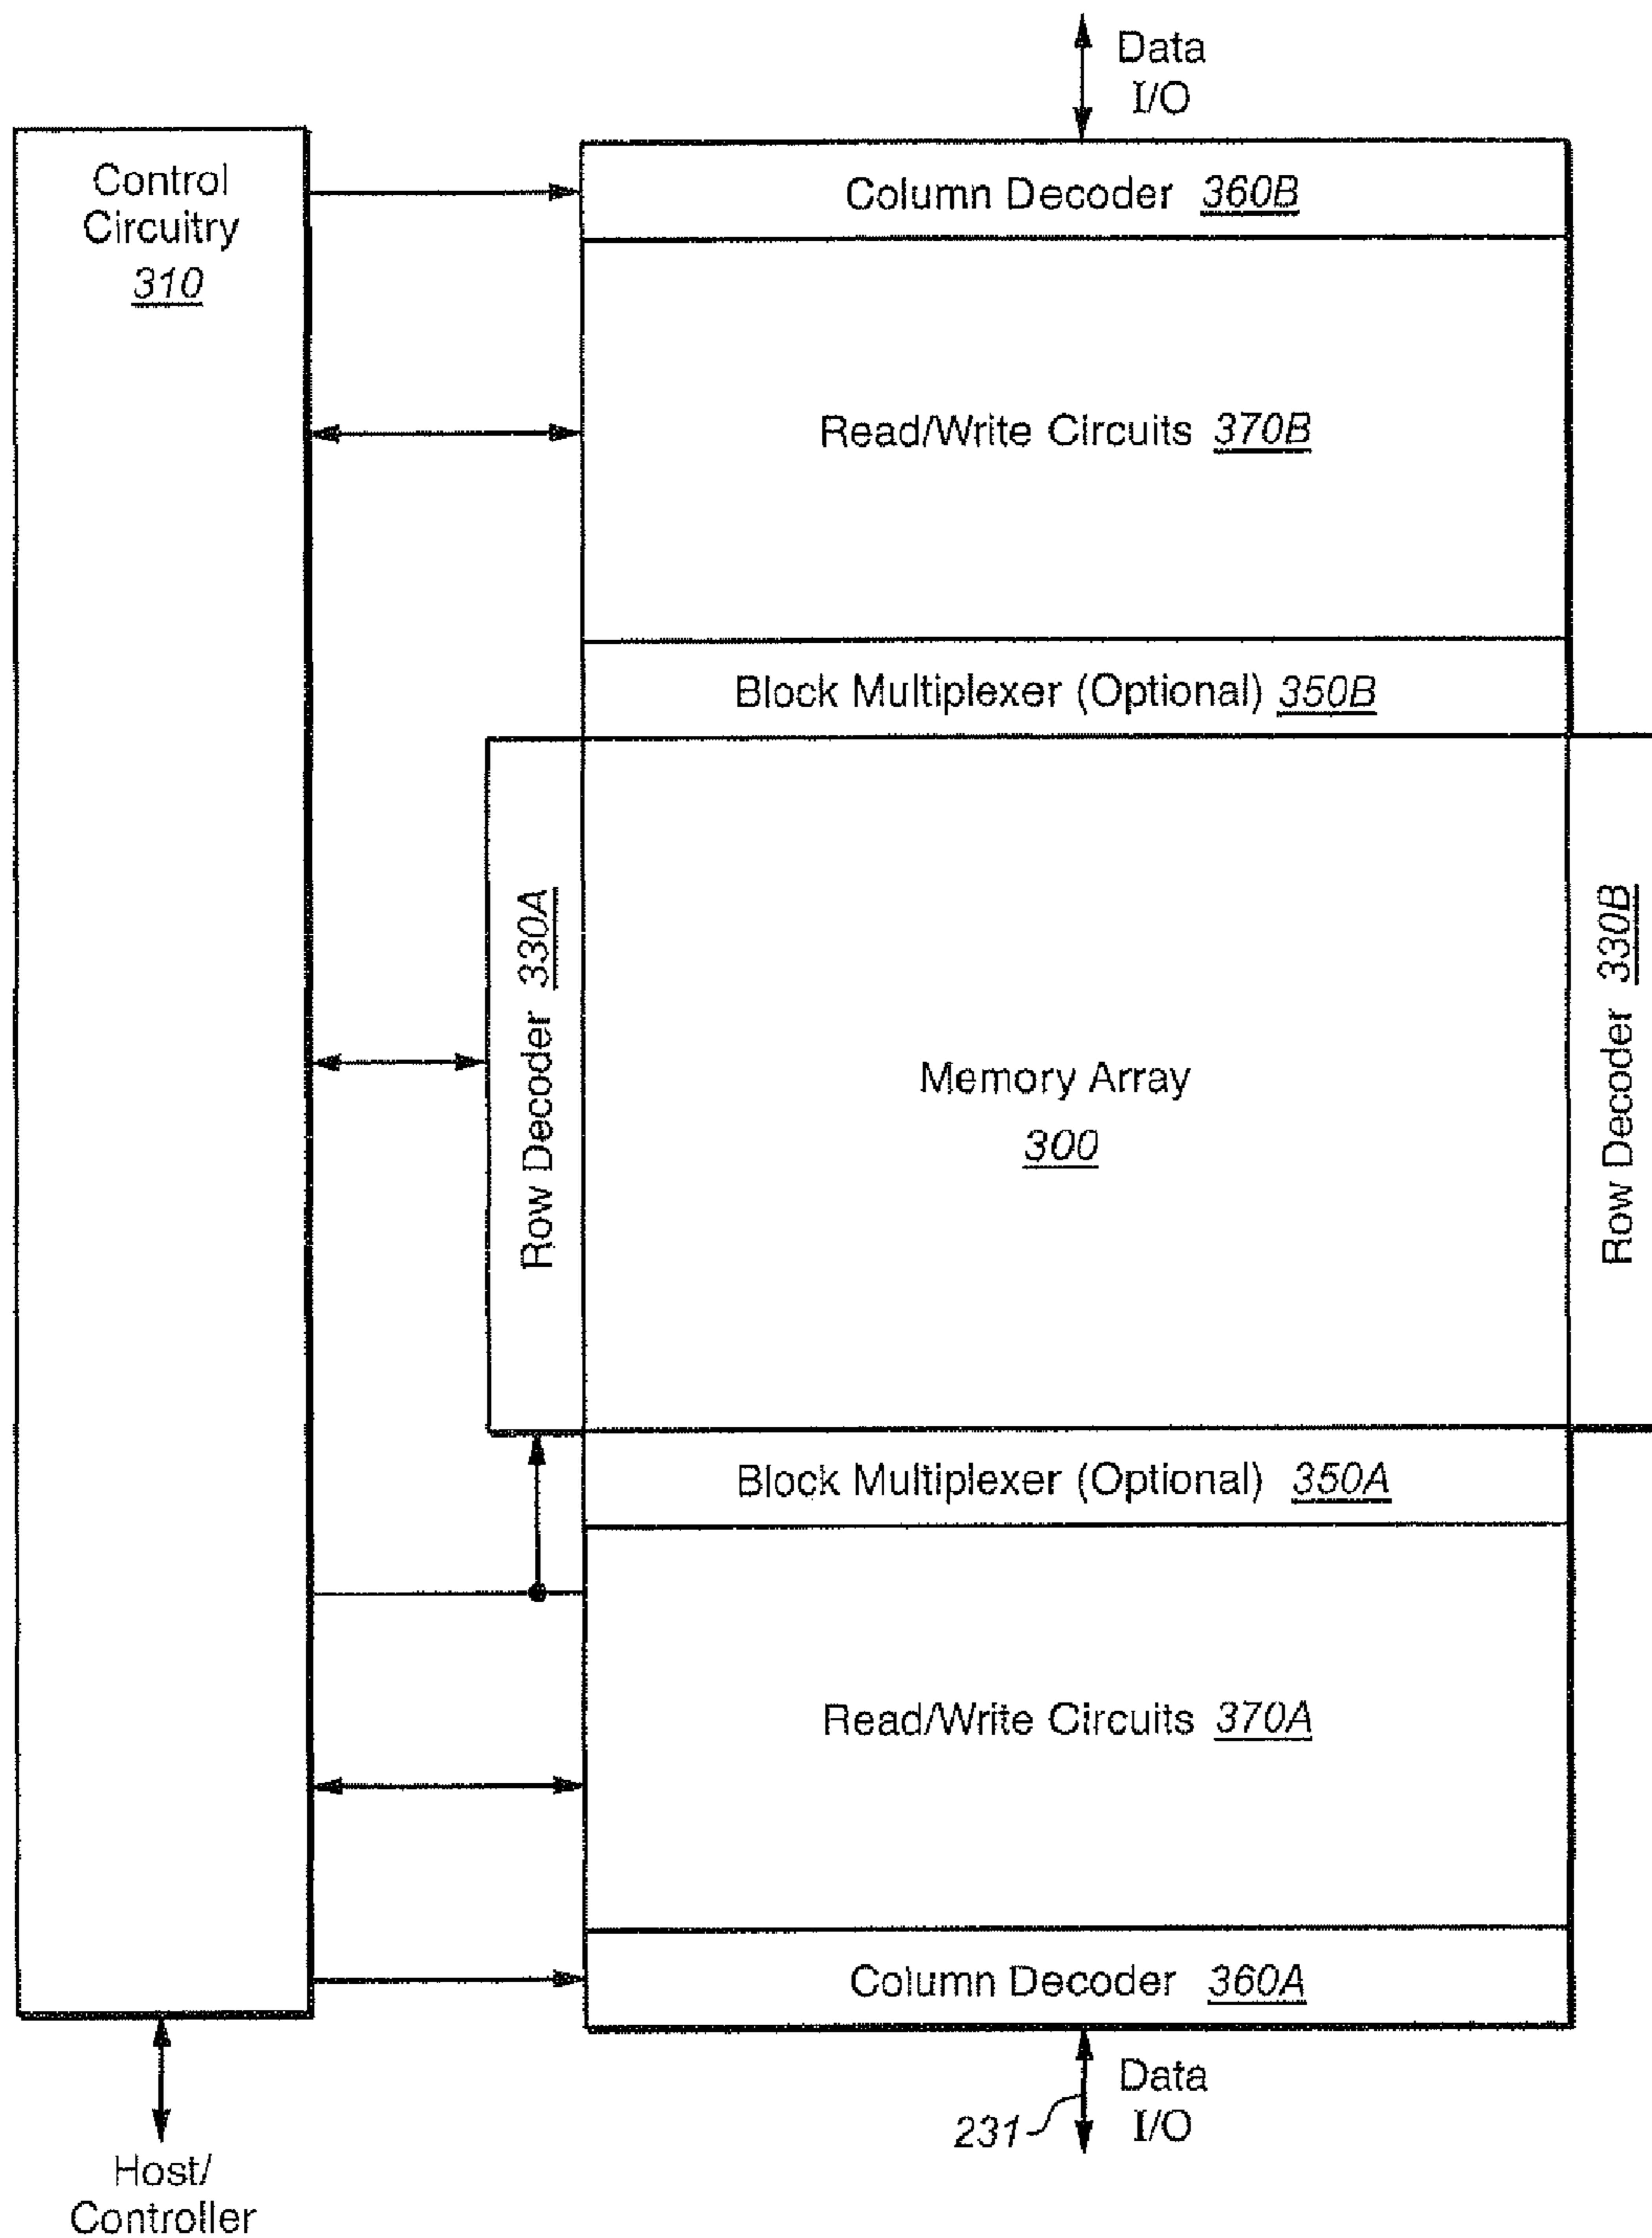 Data
I/O
Control
Circuitry
310
Column Decoder 360B
Read/Write Circuits 370B
Block Multiplexer (Optional) 350B
Row Decoder 330A
Memory Array
300
Row Decoder 330B
Block Multiplexer (Optional) 350A
Read/Write Circuits 370A
Column Decoder 360A
231
Data
I/O
Host/
Controller